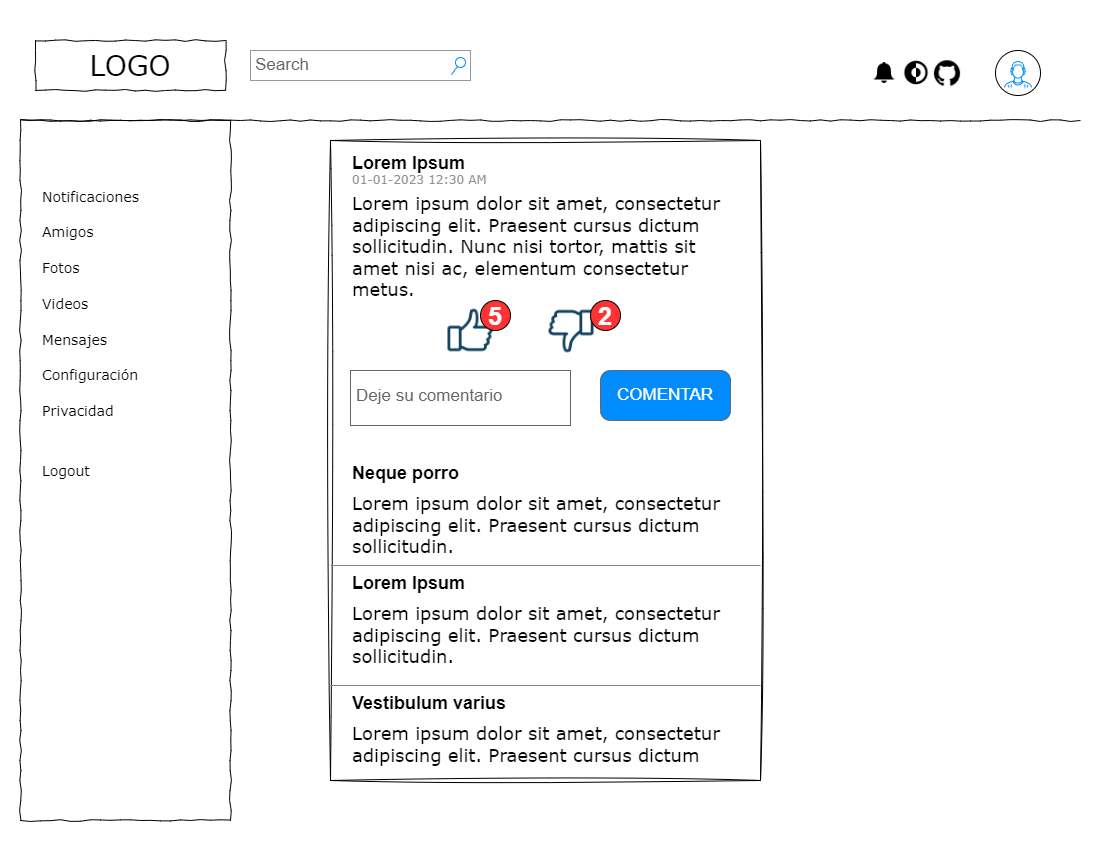 LOGO
Search
Notificaciones
Amigos
Fotos
Videos
Mensajes
Configuración
Privacidad
Logout
Lorem Ipsum
01-01-2023 12:30 AM
Lorem ipsum dolor sit amet, consectetur
adipiscing elit. Praesent cursus dictum
sollicitudin. Nunc nisi tortor, mattis sit
amet nisi ac, elementum consectetur
metus.
5
2
Deje su comentario
COMENTAR
Neque porro
Lorem ipsum dolor sit amet, consectetur
adipiscing elit. Praesent cursus dictum
sollicitudin.
Lorem Ipsum
Lorem ipsum dolor sit amet, consectetur
adipiscing elit. Praesent cursus dictum
sollicitudin.
Vestibulum varius
Lorem ipsum dolor sit amet, consectetur
adipiscing elit. Praesent cursus dictum